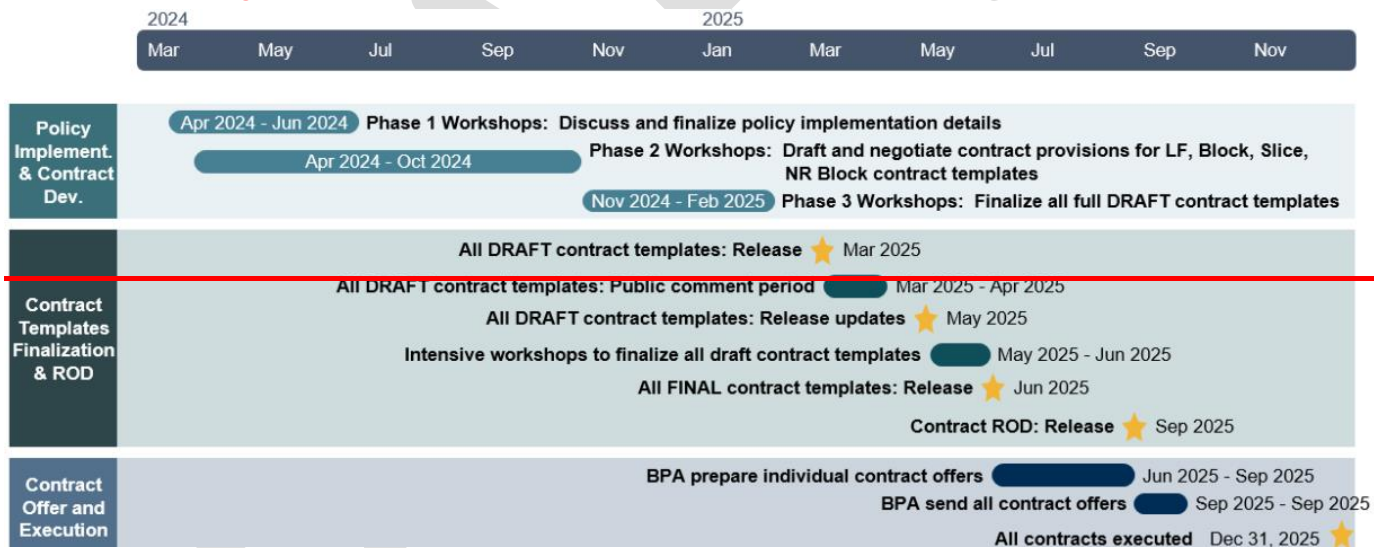 2024 2025
Mar May Jul Sep Nov Jan Mar May Jul Sep Nov
Policy
Implement.
& Contract
Dev.
Apr 2024 - Jun 2024 Phase 1 Workshops: Discuss and finalize policy implementation details
Apr 2024 - Oct 2024 Phase 2 Workshops: Draft and negotiate contract provisions for LF, Block, Slice,
NR Block contract templates
Nov 2024 - Feb 2025 Phase 3 Workshops: Finalize all full DRAFT contract templates
Contract
Templates
Finalization
& ROD
All DRAFT contract templates: Release Mar 2025
All DRAFT contract templates: Public comment period Mar 2025 - Apr 2025
All DRAFT contract templates: Release updates May 2025
Intensive workshops to finalize all draft contract templates May 2025 - Jun 2025
All FINAL contract templates: Release Jun 2025
Contract ROD: Release Sep 2025
Contract
Offer and
Execution
BPA prepare individual contract offers Jun 2025 - Sep 2025
BPA send all contract offers Sep 2025 - Sep 2025
All contracts executed Dec 31, 2025